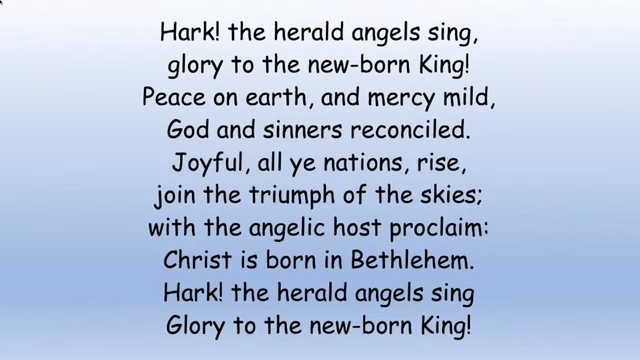 Hark! the herald angels sing,
glory to the new-born King!
Peace on earth, and mercy mild,
God and sinners reconciled.
Joyful, all ye nations, rise,
join the triumph of the skies;
with the angelic host proclaim:
Christ is born in Bethlehem.
Hark! the herald angels sing
Glory to the new-born King!